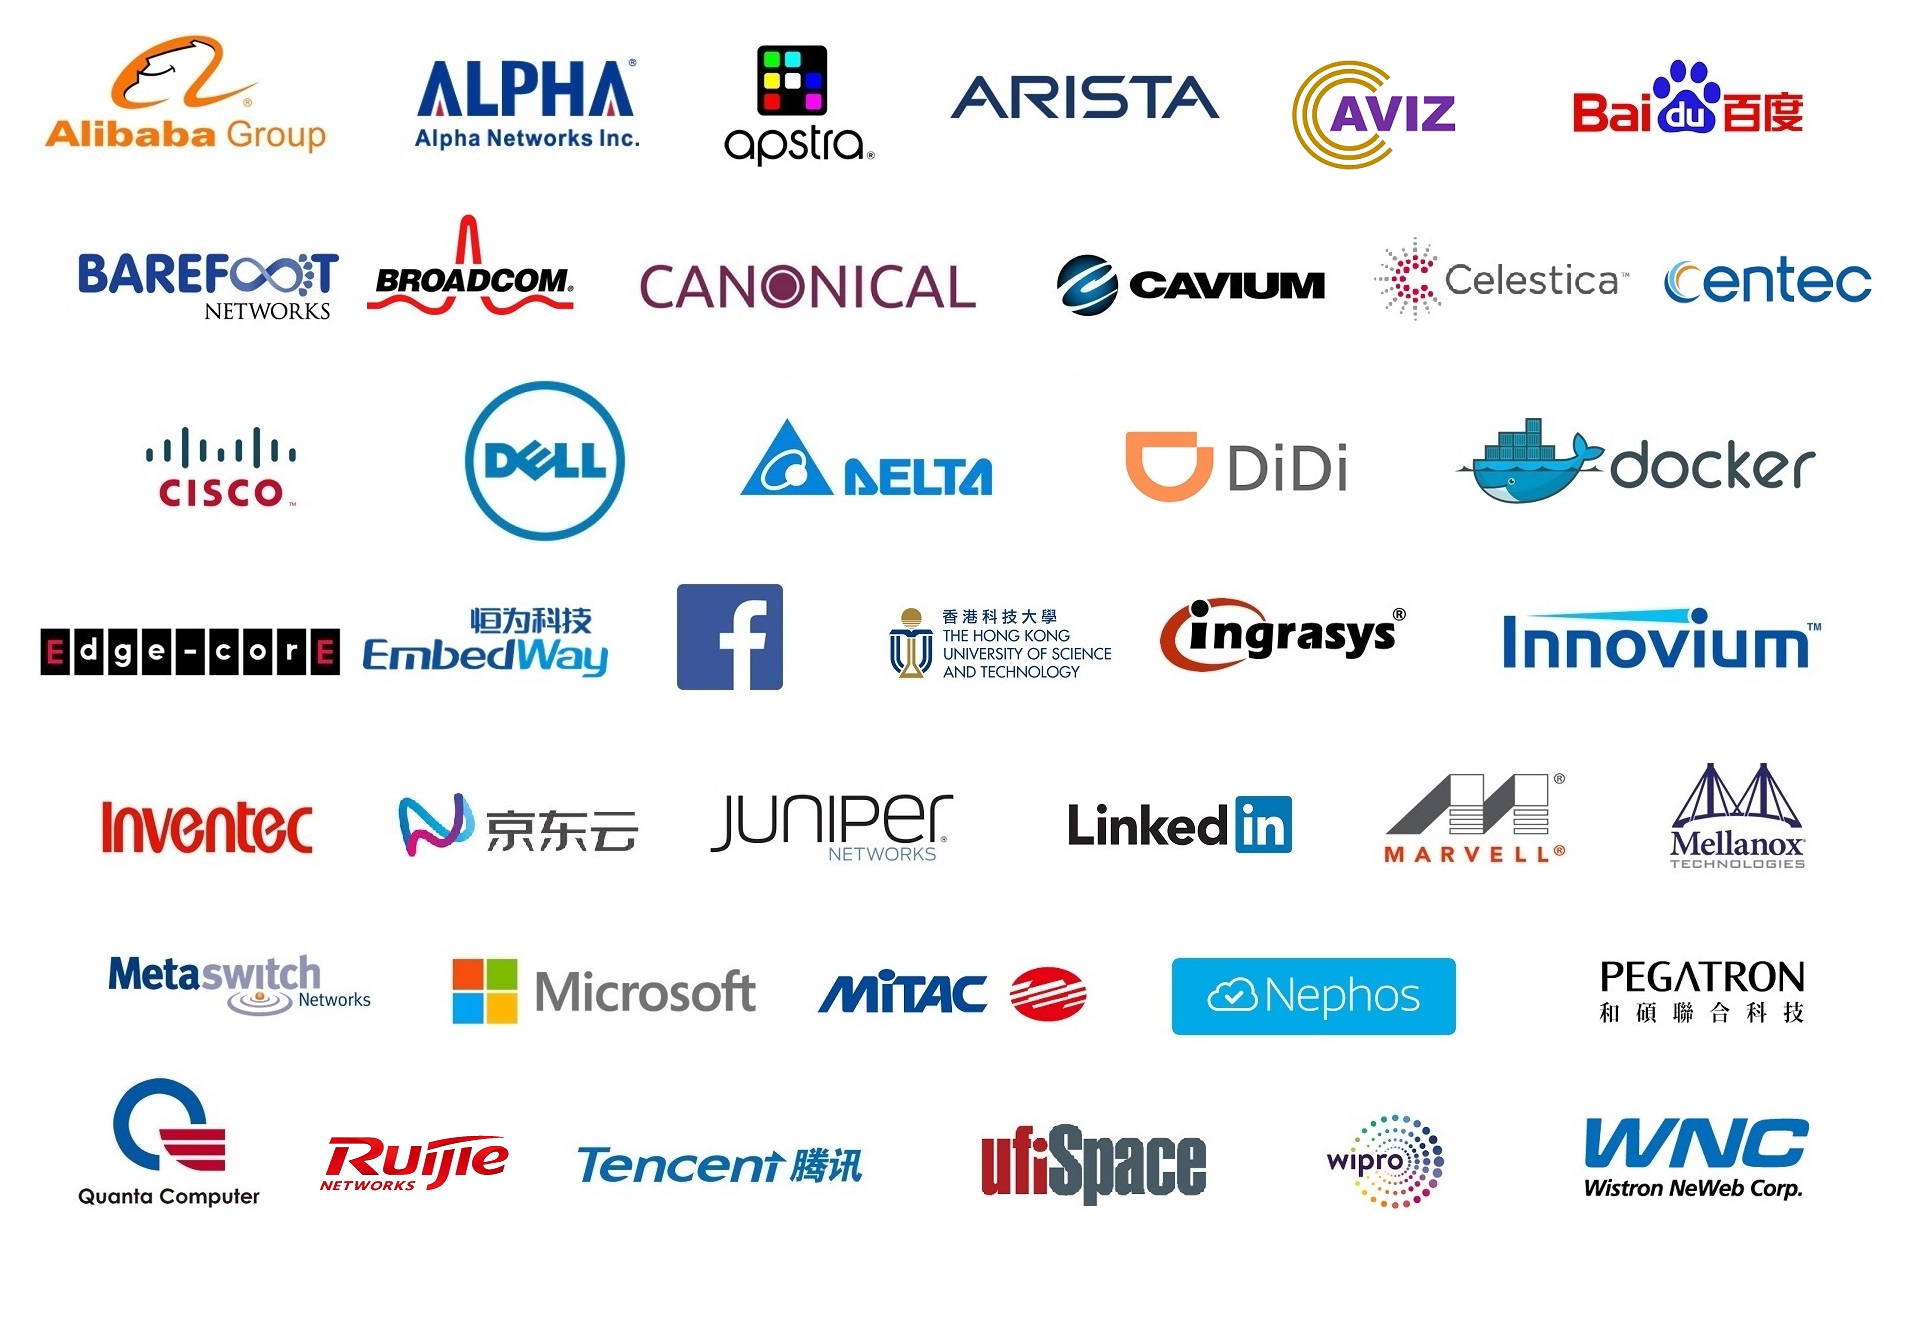 Alibaba Group
ALPHA®
Alpha Networks Inc.
apstra®
ARISTA
AVIZ
Bai du 百度
BAREFOOT
NETWORKS
BROADCOM®
CANONICAL
CAVIUM
Celestica™
Centec
CISCO™
DELL
DELTA
DiDi
docker
Edge-corE
恒为科技
EmbedWay
f
香港科技大學
THE HONG KONG
UNIVERSITY OF SCIENCE
AND TECHNOLOGY
ingrasys®
Innovium™
Inventec
京东云
JUNIPEr®
NETWORKS
Linked in
MARVELL®
Mellanox
TECHNOLOGIES
Metaswitch
Networks
Microsoft
MiTAC
Nephos
PEGATRON
和碩聯合科技
Quanta Computer
Ruijie
NETWORKS
Tencent 腾讯
ufiSpace
wipro
WNC
Wistron NeWeb Corp.